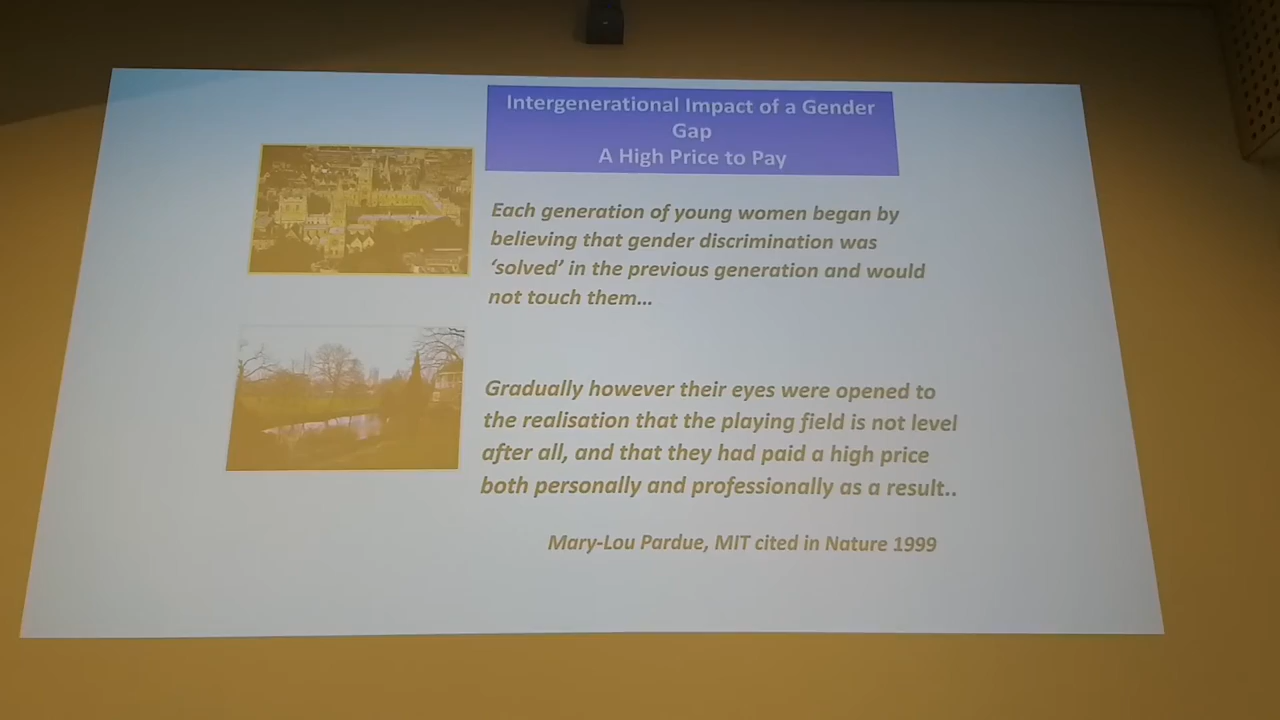 Intergenerational Impact of a Gender
Gap
A High Price to Pay
Each generation of young women began by
believing that gender discrimination was
‘solved’ in the previous generation and would
not touch them…
Gradually however their eyes were opened to
the realisation that the playing field is not level
after all, and that they had paid a high price
both personally and professionally as a result..
Mary-Lou Pardue, MIT cited in Nature 1999